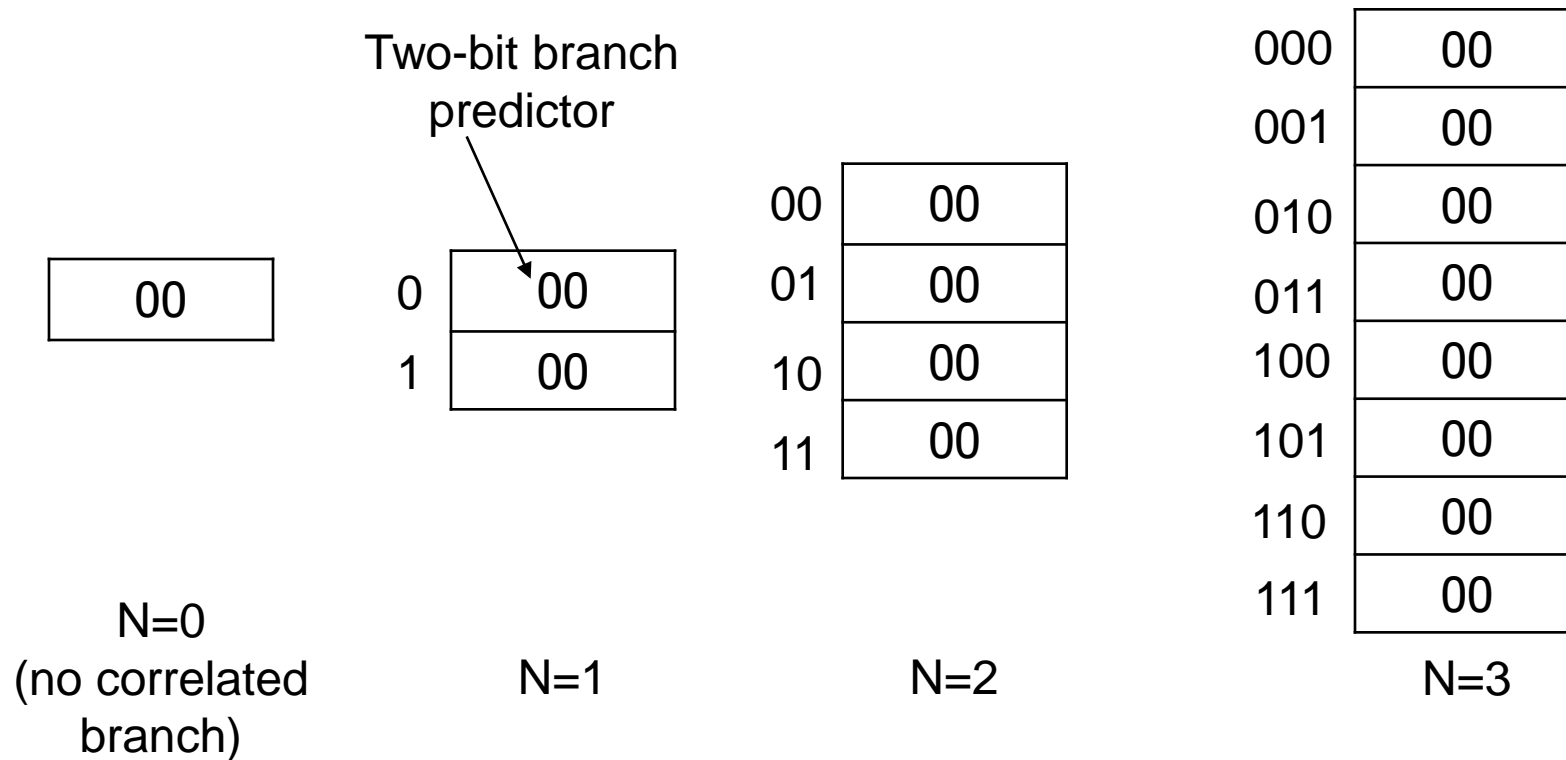 Two-bit branch
predictor
00
N=0
(no correlated
branch)
0 00
1 00
N=1
00 00
01 00
10 00
11 00
N=2
000 00
001 00
010 00
011 00
100 00
101 00
110 00
111 00
N=3